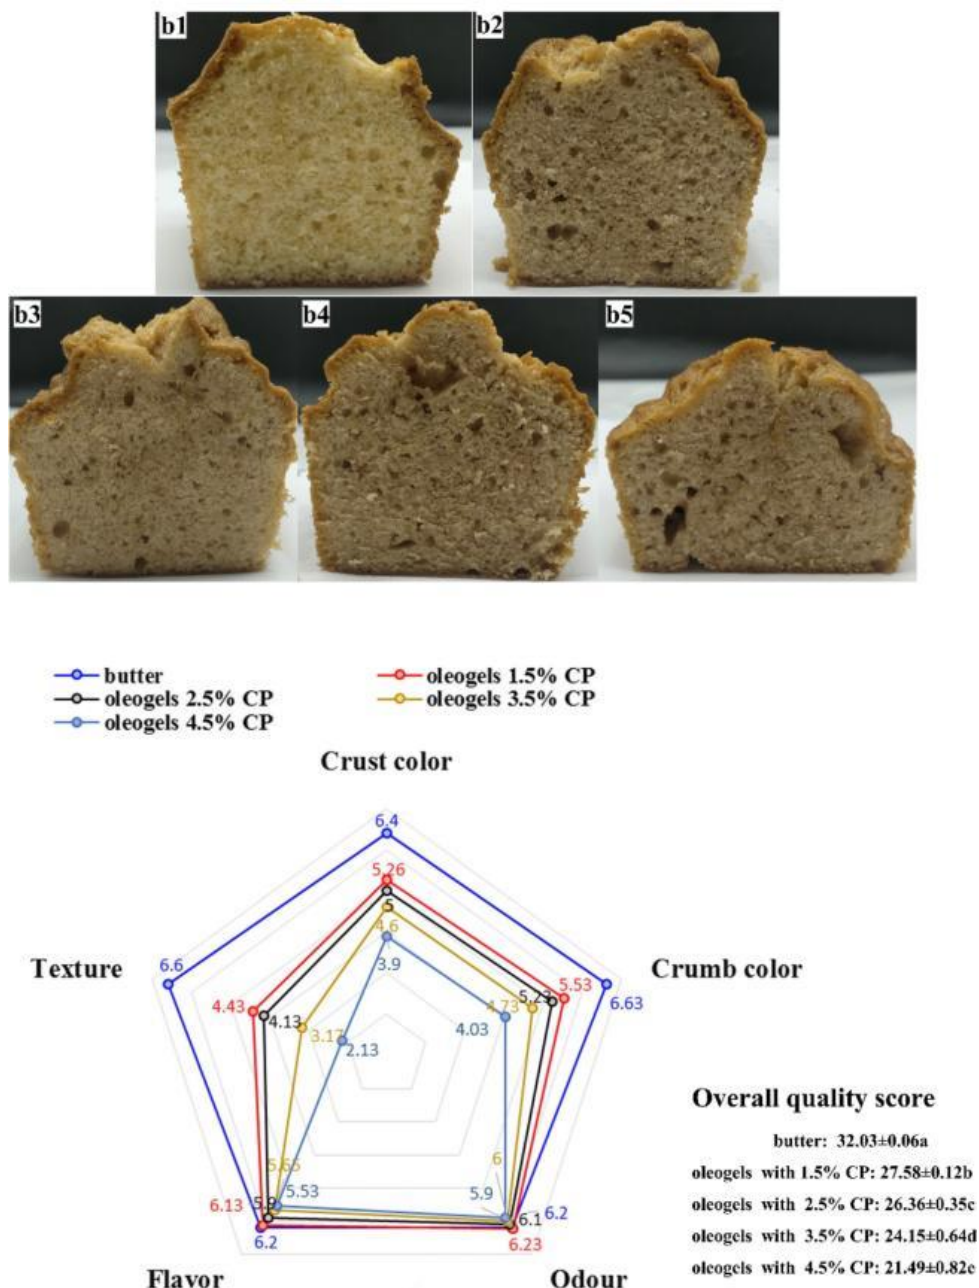 b1
b2
b3
b4
b5
butter
oleogels 1.5% CP
oleogels 2.5% CP
oleogels 3.5% CP
oleogels 4.5% CP
Crust color
6.4
5.26
5
4.6
3.9
Texture
Crumb color
6.6
4.43
4.13
3.17
2.13
5.53
5.23
4.73
6.63
4.03
5.65
5.53
5.9
6.13
6.2
6
5.9
6.1
6.2
6.23
Flavor
Odour
Overall quality score
butter: 32.03±0.06a
oleogels with 1.5% CP: 27.58±0.12b
oleogels with 2.5% CP: 26.36±0.35c
oleogels with 3.5% CP: 24.15±0.64d
oleogels with 4.5% CP: 21.49±0.82e